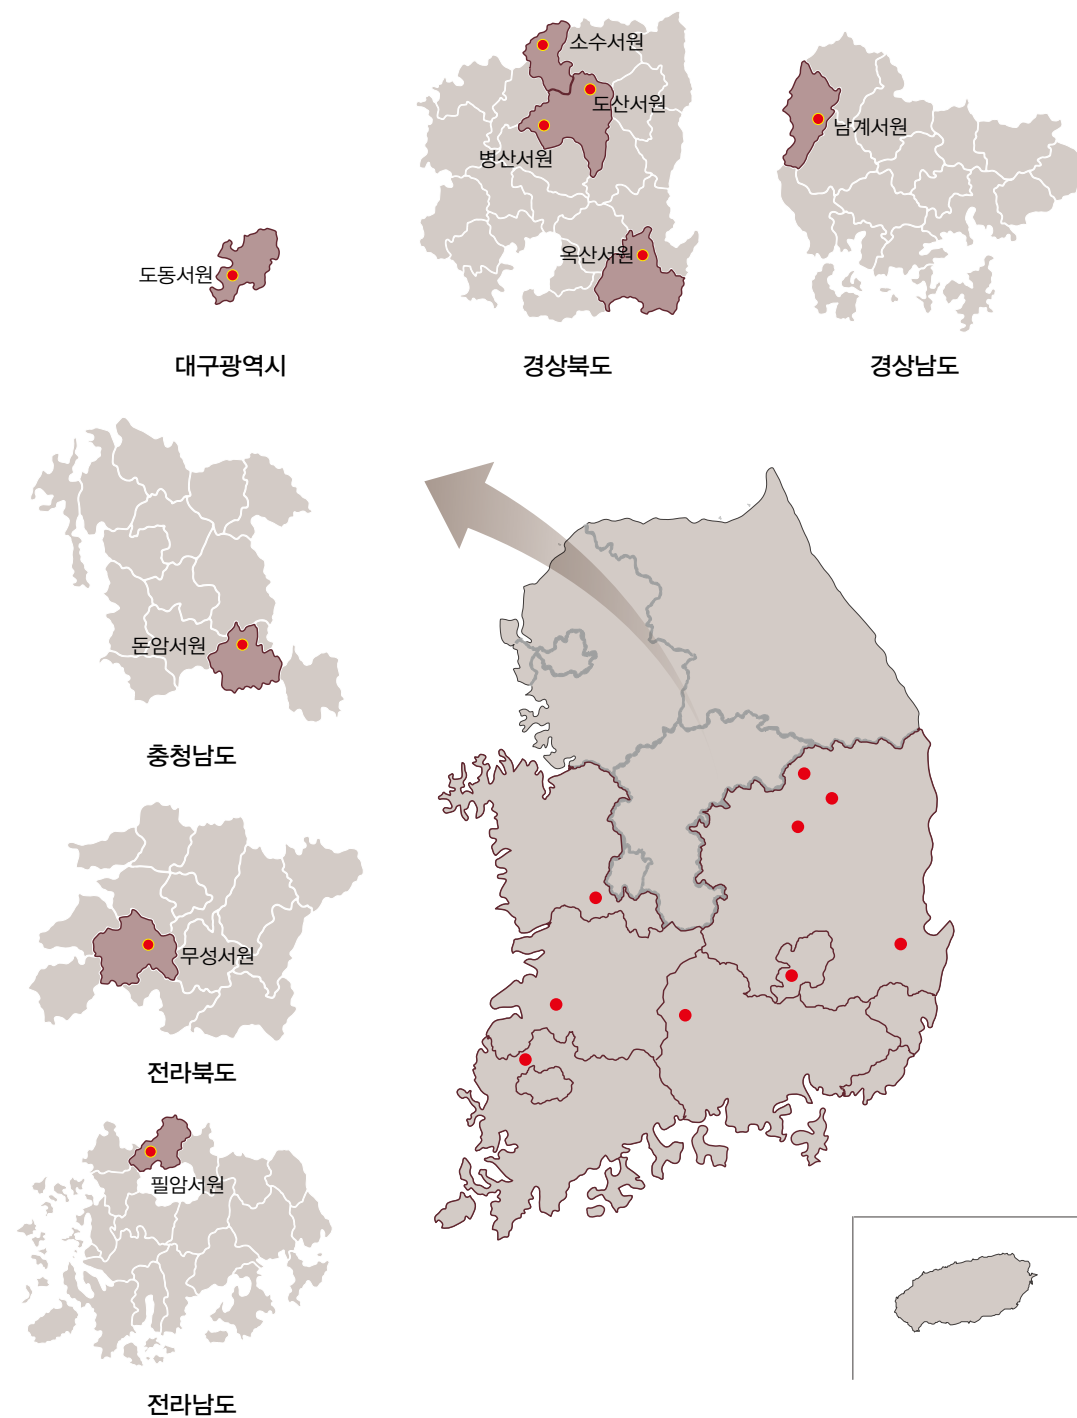 소수서원
도산서원
병산서원
남계서원
옥산서원
도동서원
대구광역시
경상북도
경상남도
돈암서원
충청남도
무성서원
전라북도
필암서원
전라남도